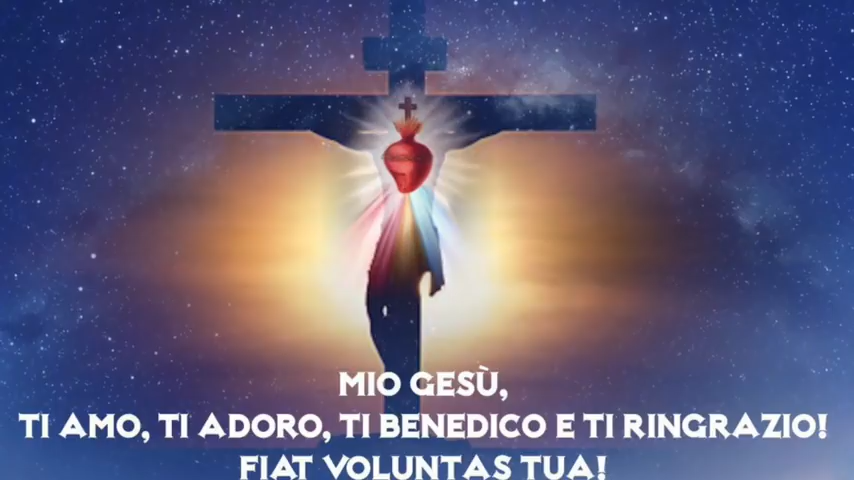 MIO GESÙ,
TI AMO, TI ADORO, TI BENEDICO E TI RINGRAZIO!
FIAT VOLUNTAS TUA!